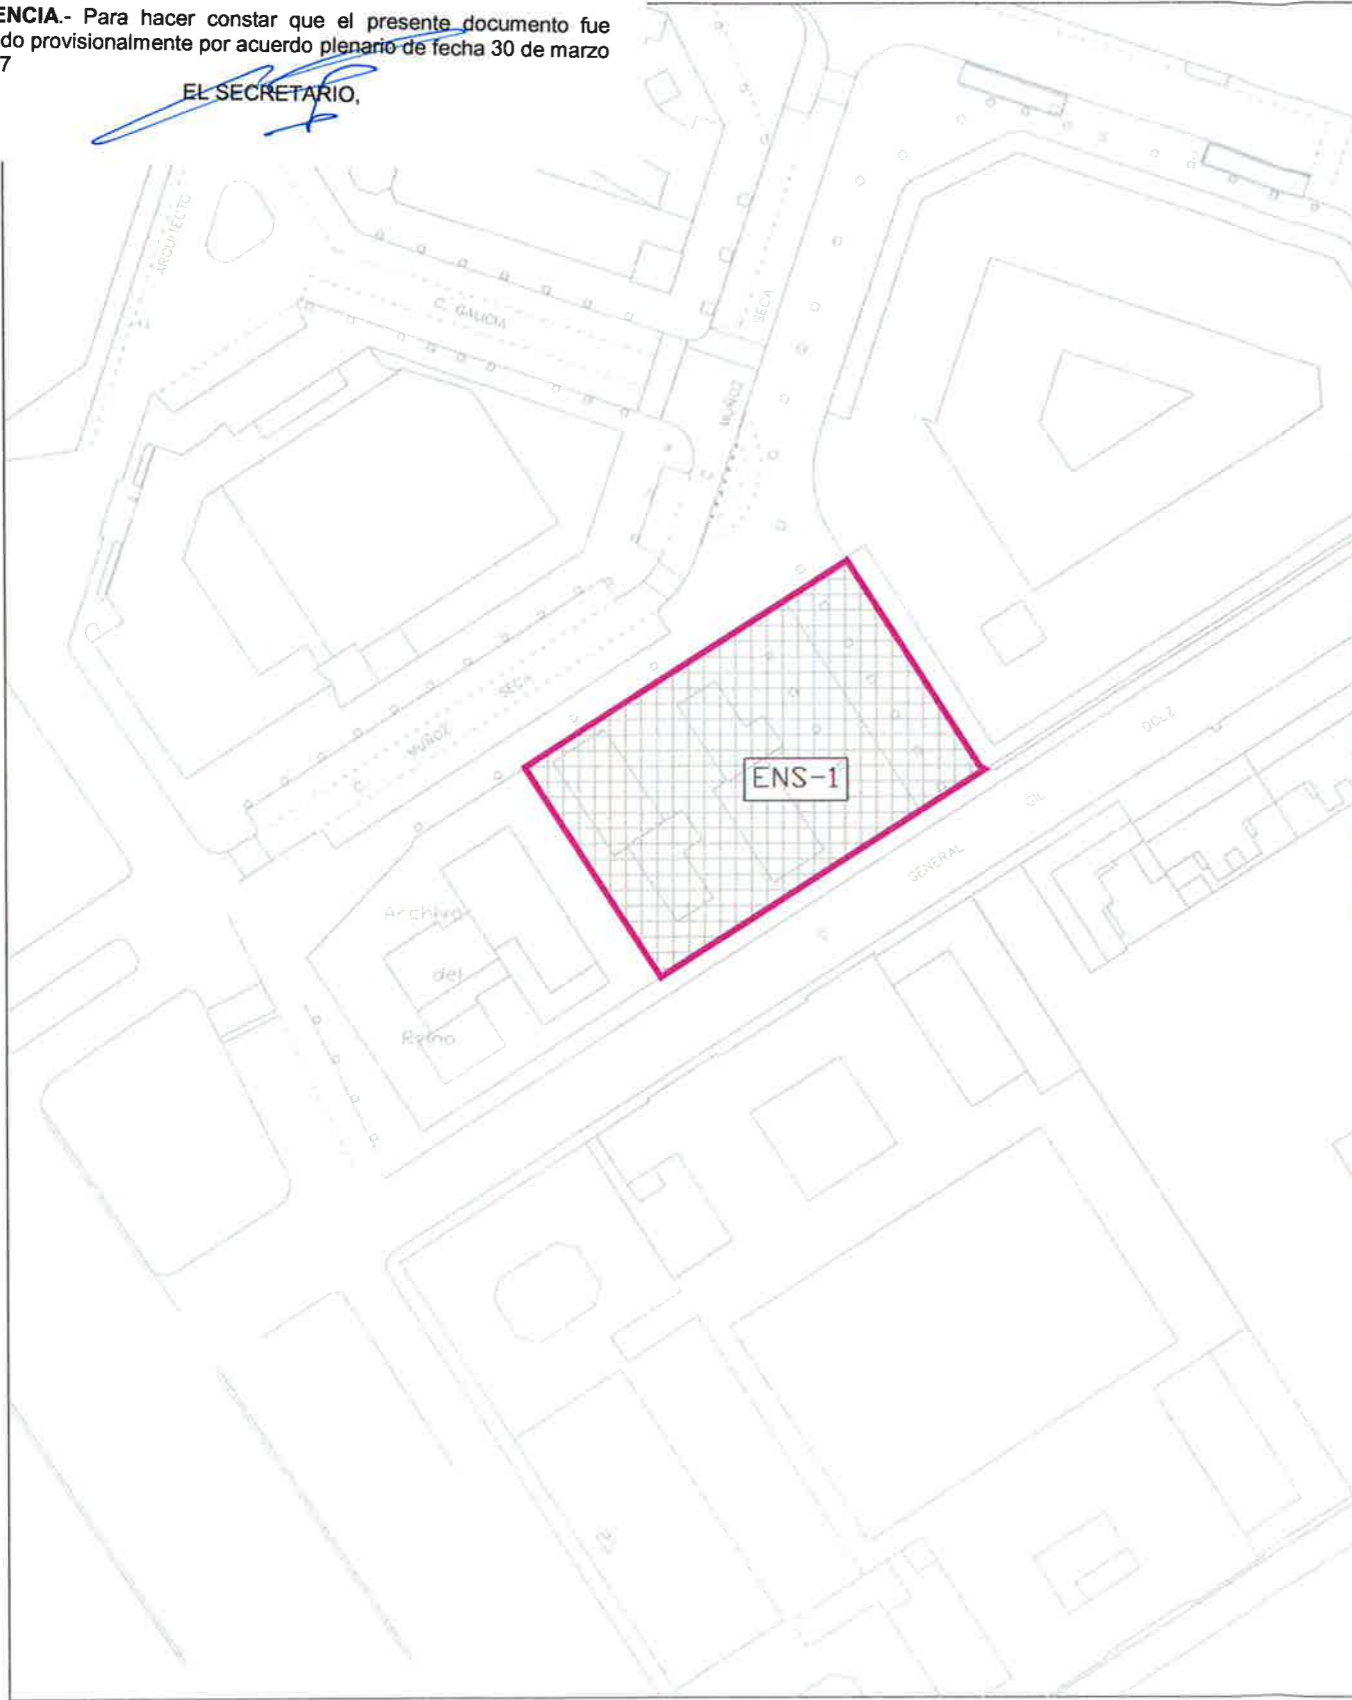 ENCIA.- Para hacer constar que el presente documento fue
do provisionalmente por acuerdo plenario de fecha 30 de marzo
7
EL SECRETARIO,
ARQUITECTO
C. GALICIA
SECA
MUÑOZ
C. MUÑOZ SECA
ENS-1
GENERAL GIL DOLZ
Archivo
del
Reino